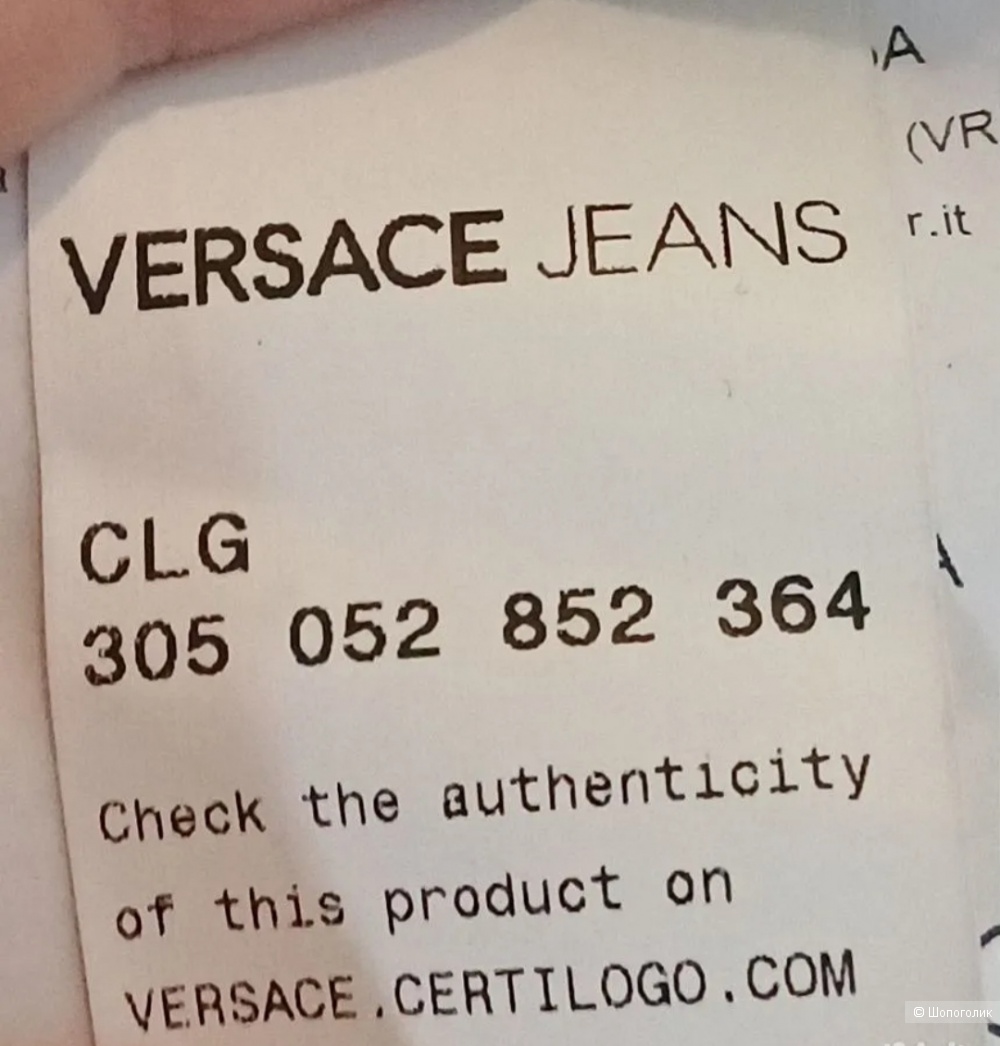 VERSACE JEANS
CLG
305 052 852 364
Check the authenticity
of this product on
VERSACE.CERTILOGO.COM
A
(VR
r.it
© Шопоголик